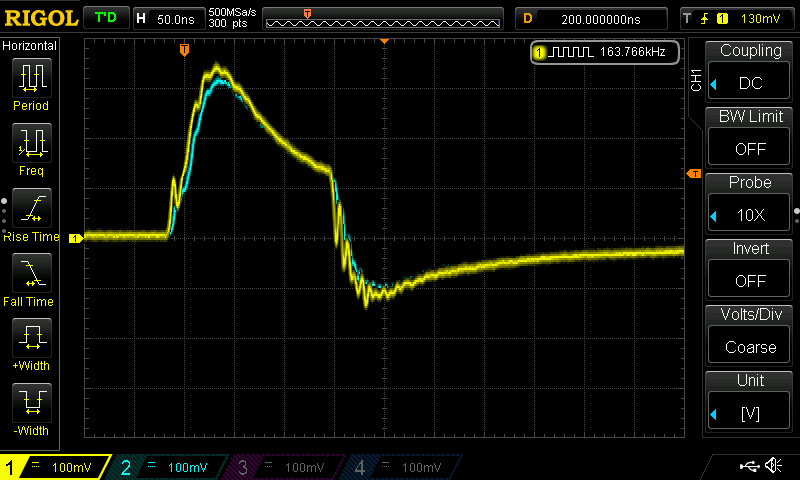 RIGOL T'D H 50.0ns 500MSa/s D 200.000000ns T 1 130mV
300 pts
Horizontal
Period
Freq
Rise Time
Fall Time
+Width
-Width
T
1 163.766kHz
T
1
CH1
Coupling
DC
BW Limit
OFF
Probe
10X
Invert
OFF
Volts/Div
Coarse
Unit
[V]
1 = 100mV 2 = 100mV 3 = 100mV 4 = 100mV